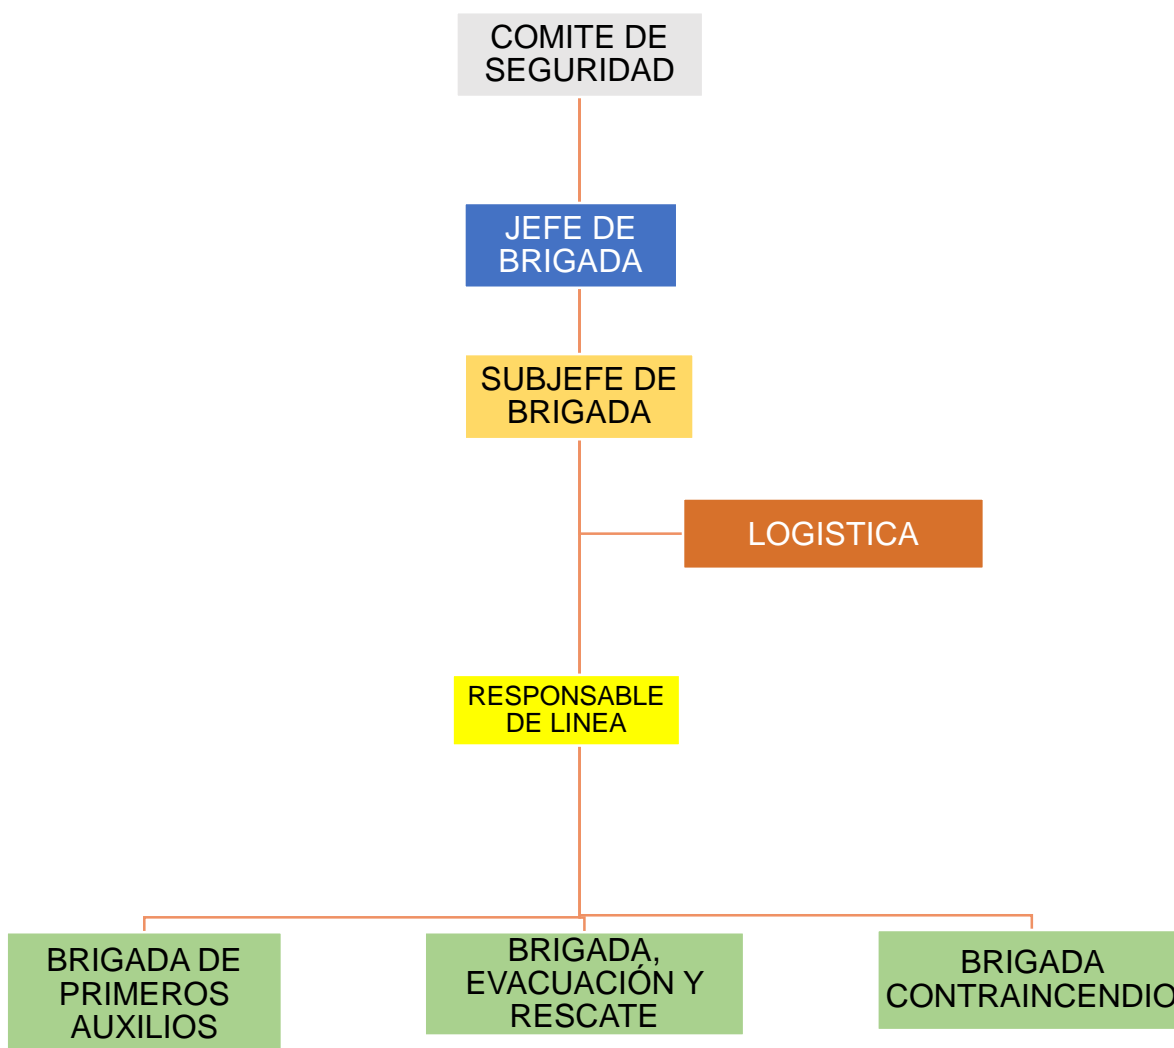 COMITE DE
SEGURIDAD
JEFE DE
BRIGADA
SUBJEFE DE
BRIGADA
LOGISTICA
RESPONSABLE
DE LINEA
BRIGADA DE
PRIMEROS
AUXILIOS
BRIGADA,
EVACUACIÓN Y
RESCATE
BRIGADA
CONTRAINCENDIO